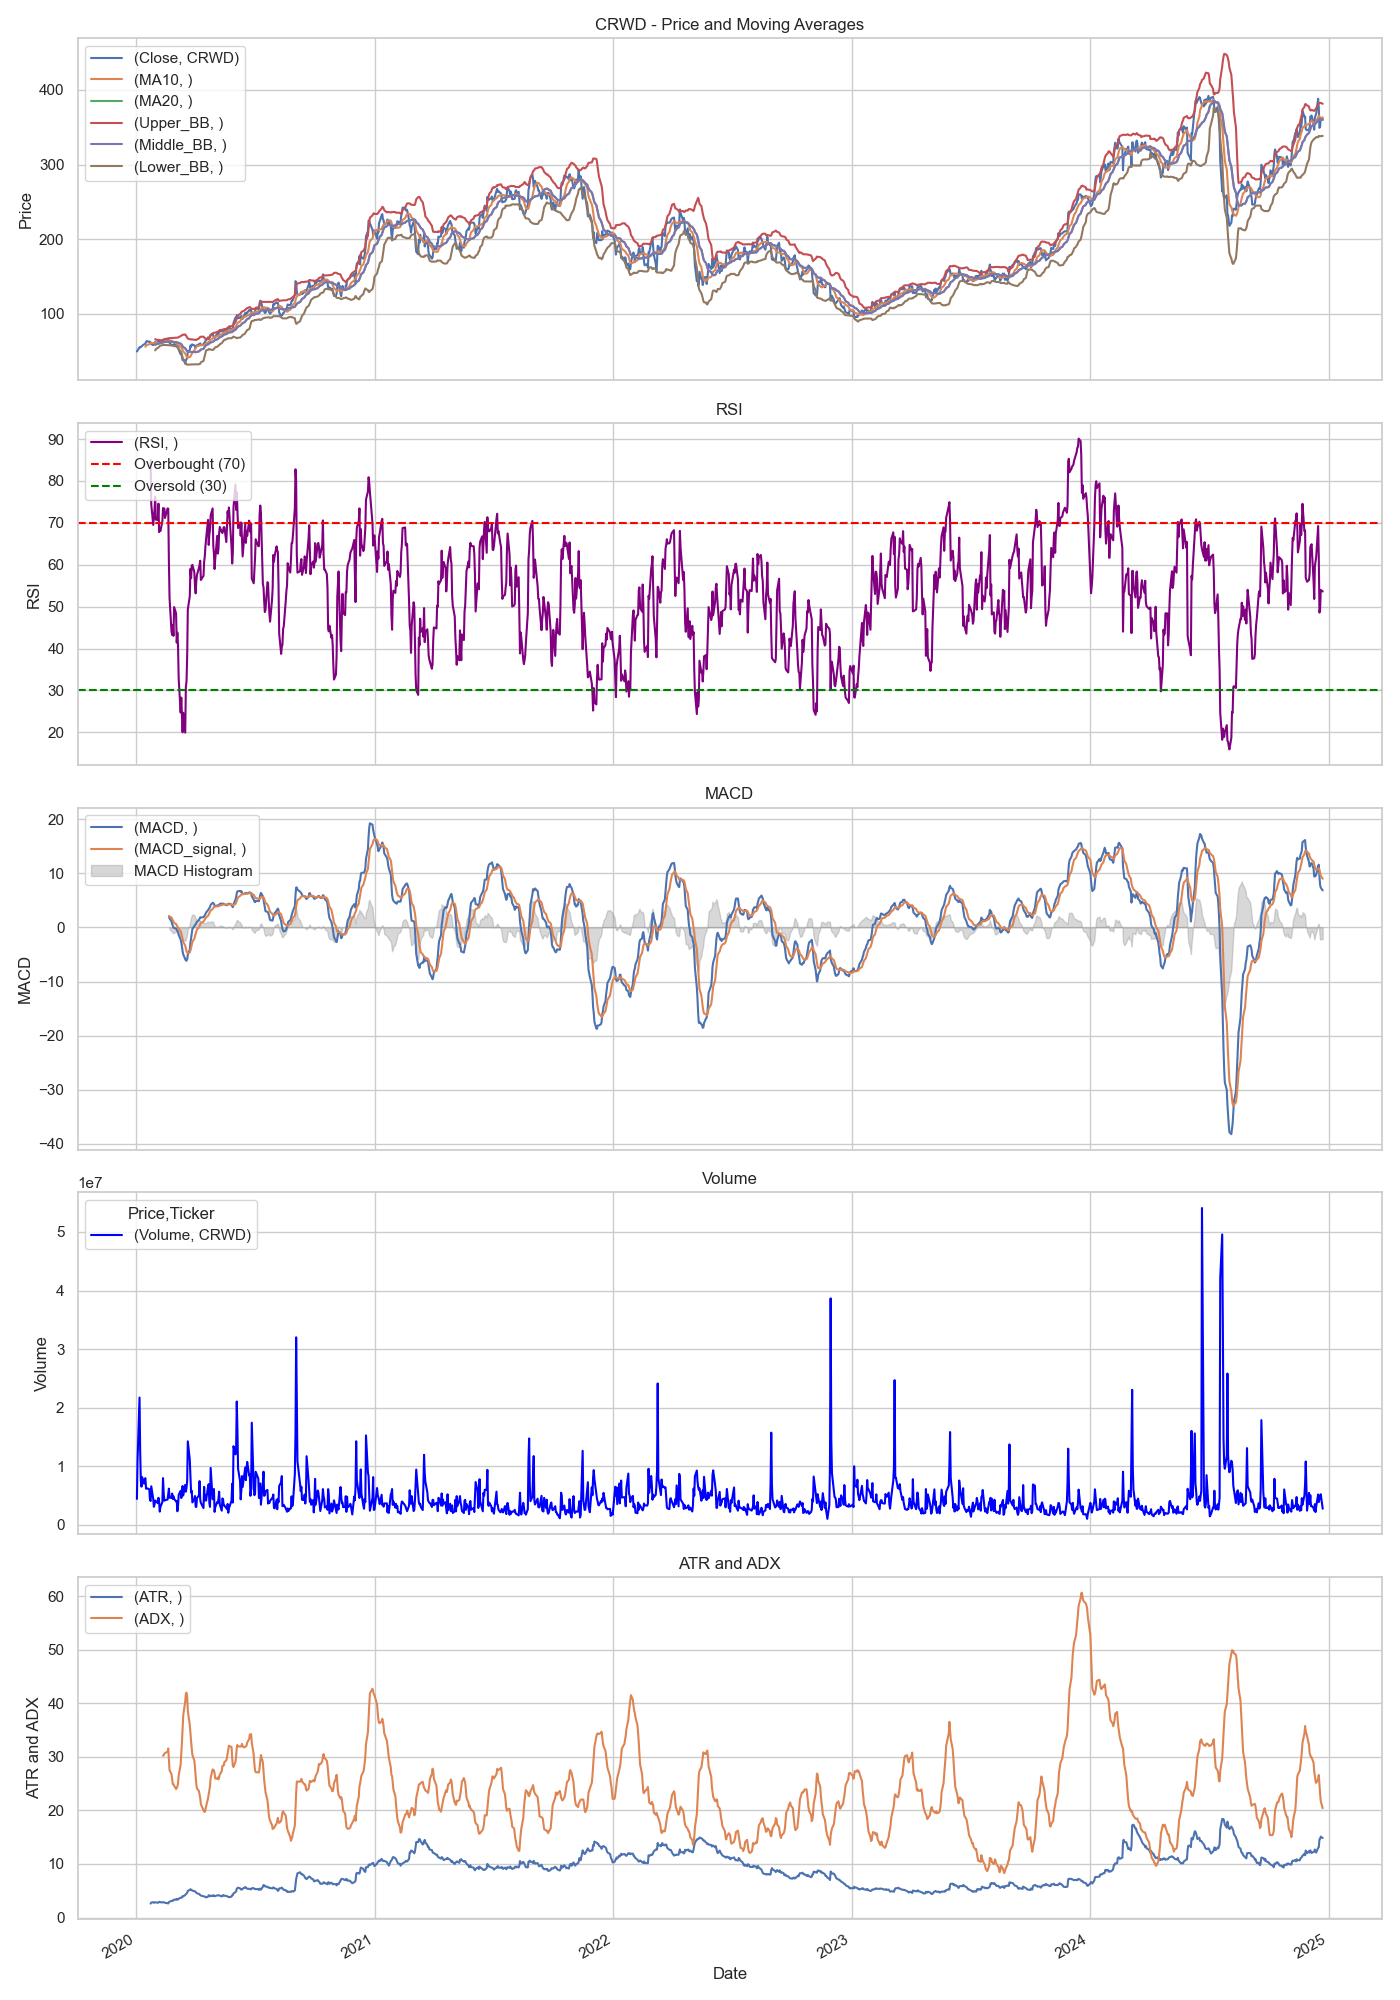 CRWD - Price and Moving Averages
(Close, CRWD)
(MA10, )
(MA20, )
(Upper_BB, )
(Middle_BB, )
(Lower_BB, )
400
300
200
100
Price
RSI
(RSI, )
Overbought (70)
Oversold (30)
90
80
70
60
50
40
30
20
RSI
MACD
(MACD, )
(MACD_signal, )
MACD Histogram
20
10
0
−10
−20
−30
−40
MACD
1e7
Volume
Price,Ticker
(Volume, CRWD)
5
4
3
2
1
0
Volume
ATR and ADX
(ATR, )
(ADX, )
60
50
40
30
20
10
0
ATR and ADX
2020
2021
2022
2023
2024
2025
Date